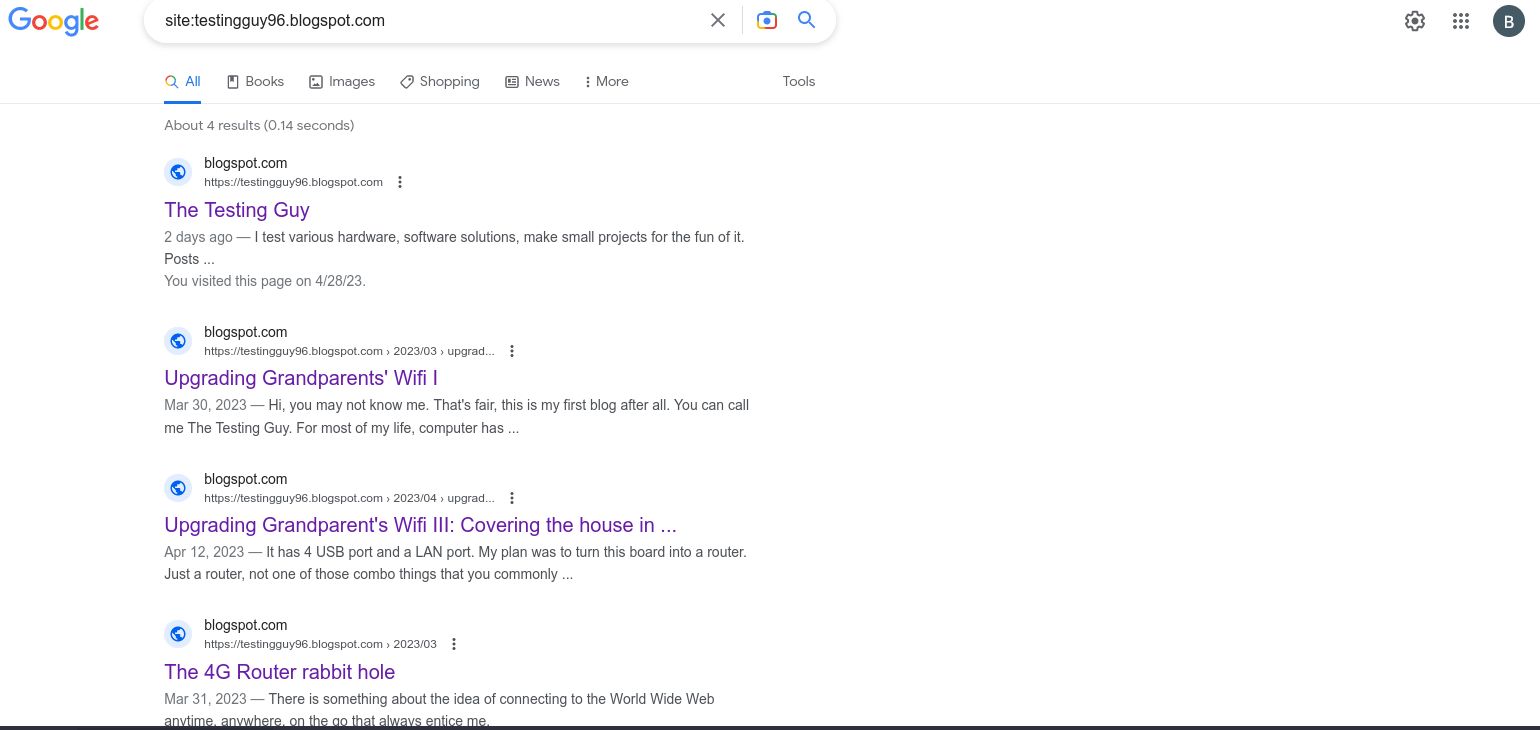 Google
site:testingguy96.blogspot.com
B
All Books Images Shopping News More Tools
About 4 results (0.14 seconds)
blogspot.com
https://testingguy96.blogspot.com
The Testing Guy
2 days ago — I test various hardware, software solutions, make small projects for the fun of it.
Posts ...
You visited this page on 4/28/23.
blogspot.com
https://testingguy96.blogspot.com › 2023/03 › upgrad...
Upgrading Grandparents' Wifi I
Mar 30, 2023 — Hi, you may not know me. That's fair, this is my first blog after all. You can call
me The Testing Guy. For most of my life, computer has ...
blogspot.com
https://testingguy96.blogspot.com › 2023/04 › upgrad...
Upgrading Grandparent's Wifi III: Covering the house in ...
Apr 12, 2023 — It has 4 USB port and a LAN port. My plan was to turn this board into a router.
Just a router, not one of those combo things that you commonly ...
blogspot.com
https://testingguy96.blogspot.com › 2023/03
The 4G Router rabbit hole
Mar 31, 2023 — There is something about the idea of connecting to the World Wide Web
anytime, anywhere, on the go that always entice me.